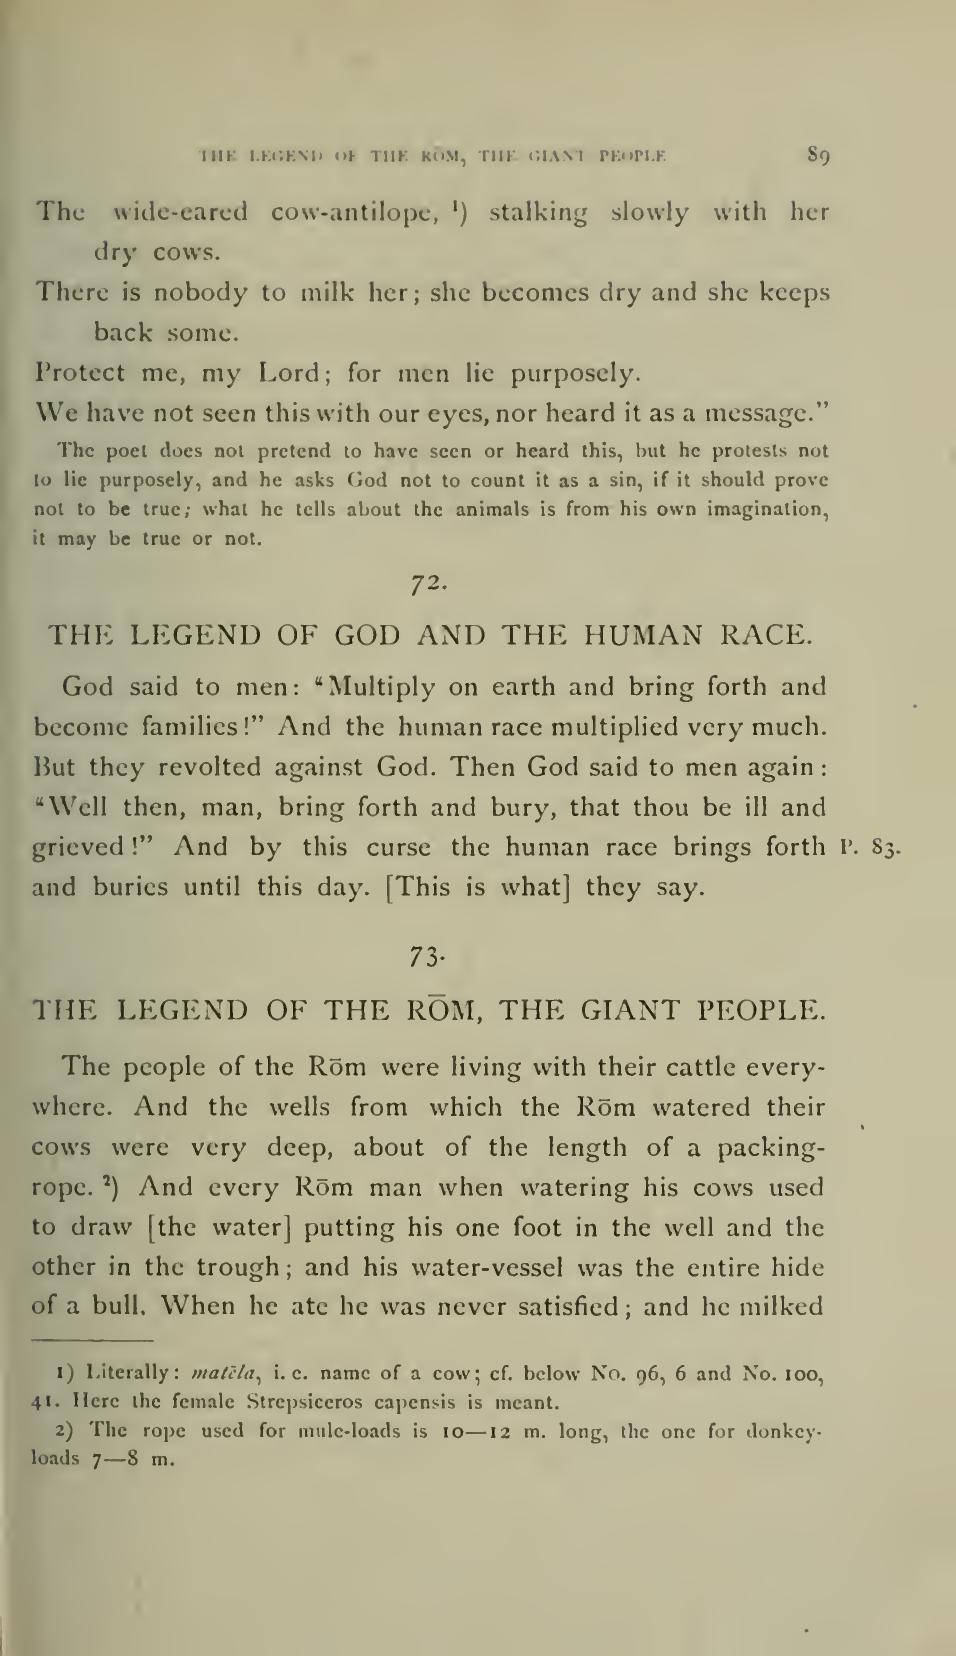 THE LEGEND OF THE RŌM, THE GIANT PEOPLE 89
The wide-eared cow-antilope, ¹) stalking slowly with her
dry cows.
There is nobody to milk her; she becomes dry and she keeps
back some.
Protect me, my Lord; for men lie purposely.
We have not seen this with our eyes, nor heard it as a message.”
The poet does not pretend to have seen or heard this, but he protests not
to lie purposely, and he asks God not to count it as a sin, if it should prove
not to be true; what he tells about the animals is from his own imagination,
it may be true or not.
72.
THE LEGEND OF GOD AND THE HUMAN RACE.
God said to men: “Multiply on earth and bring forth and
become families!” And the human race multiplied very much.
But they revolted against God. Then God said to men again:
“Well then, man, bring forth and bury, that thou be ill and
grieved!” And by this curse the human race brings forth P. 83.
and buries until this day. [This is what] they say.
73.
THE LEGEND OF THE RŌM, THE GIANT PEOPLE.
The people of the Rōm were living with their cattle every-
where. And the wells from which the Rōm watered their
cows were very deep, about of the length of a packing-
rope. ²) And every Rōm man when watering his cows used
to draw [the water] putting his one foot in the well and the
other in the trough; and his water-vessel was the entire hide
of a bull. When he ate he was never satisfied; and he milked
1) Literally: matēla, i. e. name of a cow; cf. below No. 96, 6 and No. 100,
41. Here the female Strepsiceros capensis is meant.
2) The rope used for mule-loads is 10—12 m. long, the one for donkey-
loads 7—8 m.